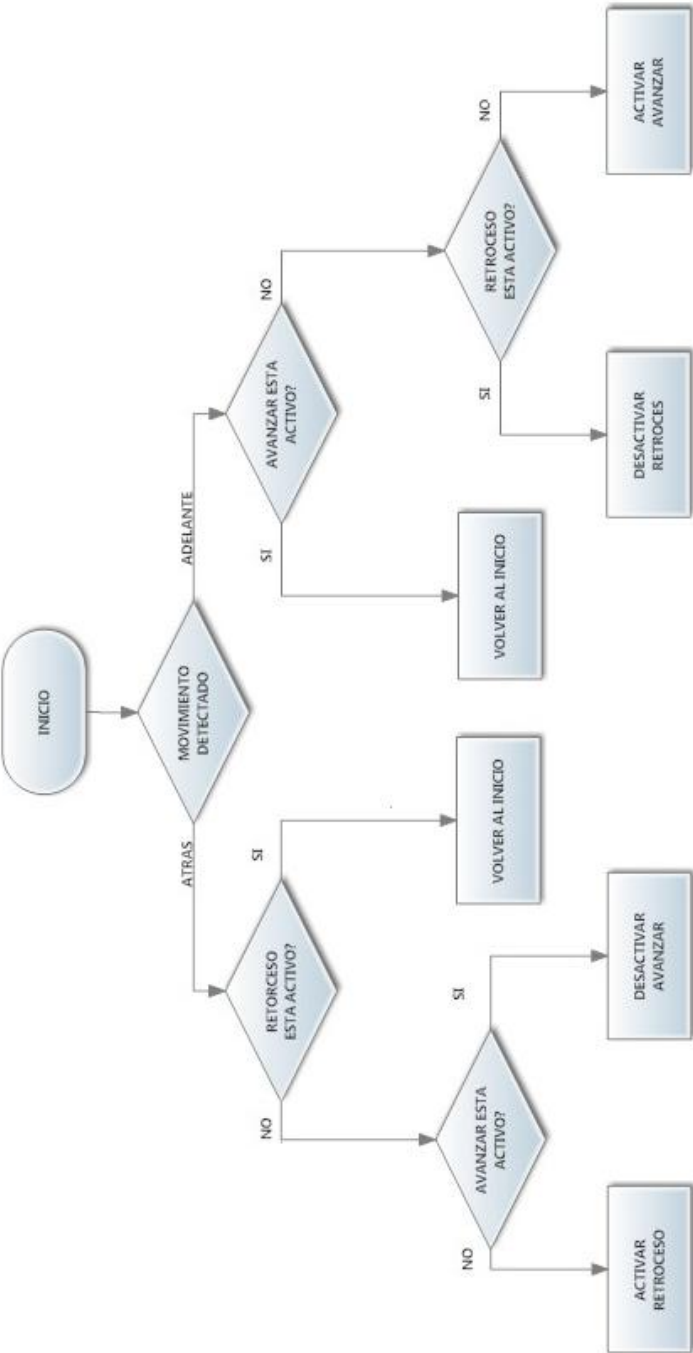 INICIO
MOVIMIENTO
DETECTADO
ATRAS
ADELANTE
RETORCESO
ESTA ACTIVO?
AVANZAR ESTA
ACTIVO?
NO
SI
SI
NO
AVANZAR ESTA
ACTIVO?
VOLVER AL INICIO
VOLVER AL INICIO
RETROCESO
ESTA ACTIVO?
NO
SI
SI
NO
ACTIVAR
RETROCESO
DESACTIVAR
AVANZAR
DESACTIVAR
RETROCES
ACTIVAR
AVANZAR